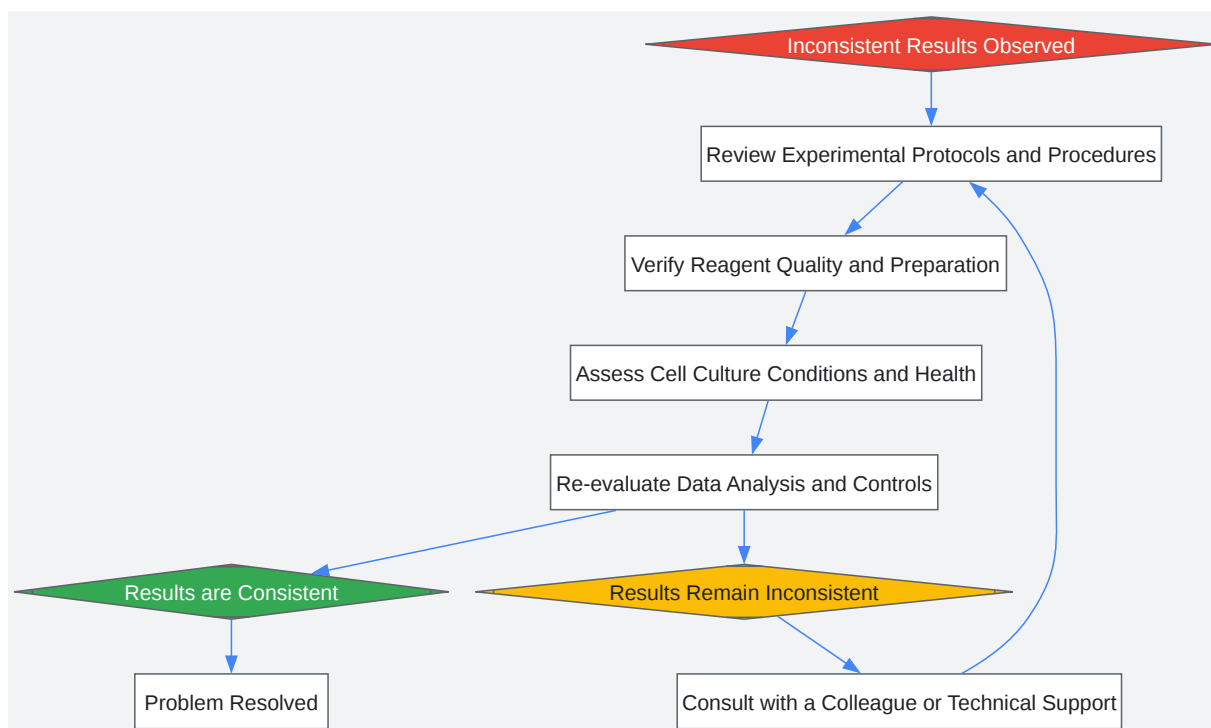 Inconsistent Results Observed
Review Experimental Protocols and Procedures
Verify Reagent Quality and Preparation
Assess Cell Culture Conditions and Health
Re-evaluate Data Analysis and Controls
Results are Consistent
Results Remain Inconsistent
Problem Resolved
Consult with a Colleague or Technical Support